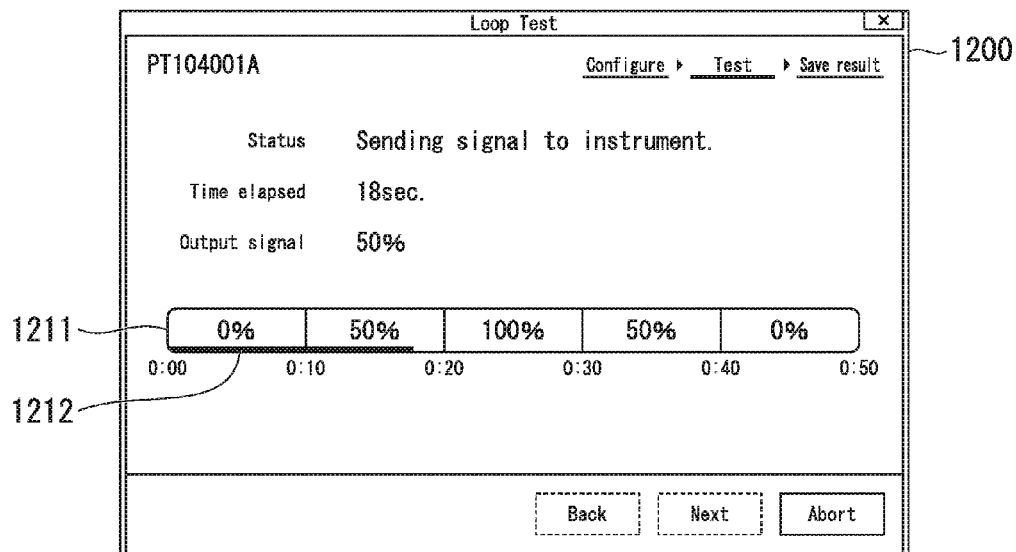 Loop Test
X
1200
PT104001A
Configure ▶ Test ▶ Save result
Status Sending signal to instrument.
Time elapsed 18sec.
Output signal 50%
1211
0% 50% 100% 50% 0%
0:00 0:10 0:20 0:30 0:40 0:50
1212
Back Next Abort